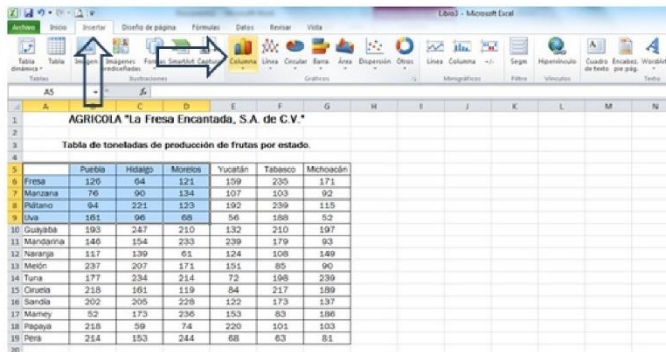 Libro3 - Microsoft Excel
Archivo Inicio Insertar Diseño de página Fórmulas Datos Revisar Vista
Tabla dinámica Tabla Imagen Imágenes prediseñadas Formas SmartArt Captura Columna Línea Circular Barra Área Dispersión Otros Línea Columna +/- Segm Hipervínculo Cuadro de texto Encabez. pie pág. WordArt
Tablas Ilustraciones Gráficos Minigráficos Filtro Vínculos Texto
A5 fx
A B C D E F G H I J K L M N
1 AGRICOLA "La Fresa Encantada, S.A. de C.V."
2
3 Tabla de toneladas de producción de frutas por estado.
4
5 Puebla Hidalgo Morelos Yucatán Tabasco Michoacán
6 Fresa 126 64 121 159 235 171
7 Manzana 76 90 134 107 103 92
8 Plátano 94 221 123 192 239 115
9 Uva 161 96 68 56 188 52
10 Guayaba 193 247 210 132 210 197
11 Mandarina 146 154 233 239 179 93
12 Naranja 117 139 61 124 108 149
13 Melón 237 207 171 151 85 90
14 Tuna 177 234 214 72 198 239
15 Ciruela 218 161 119 84 217 189
16 Sandía 202 205 228 122 173 137
17 Mamey 52 173 236 153 83 186
18 Papaya 218 59 74 220 101 103
19 Pera 214 153 244 68 63 81
20